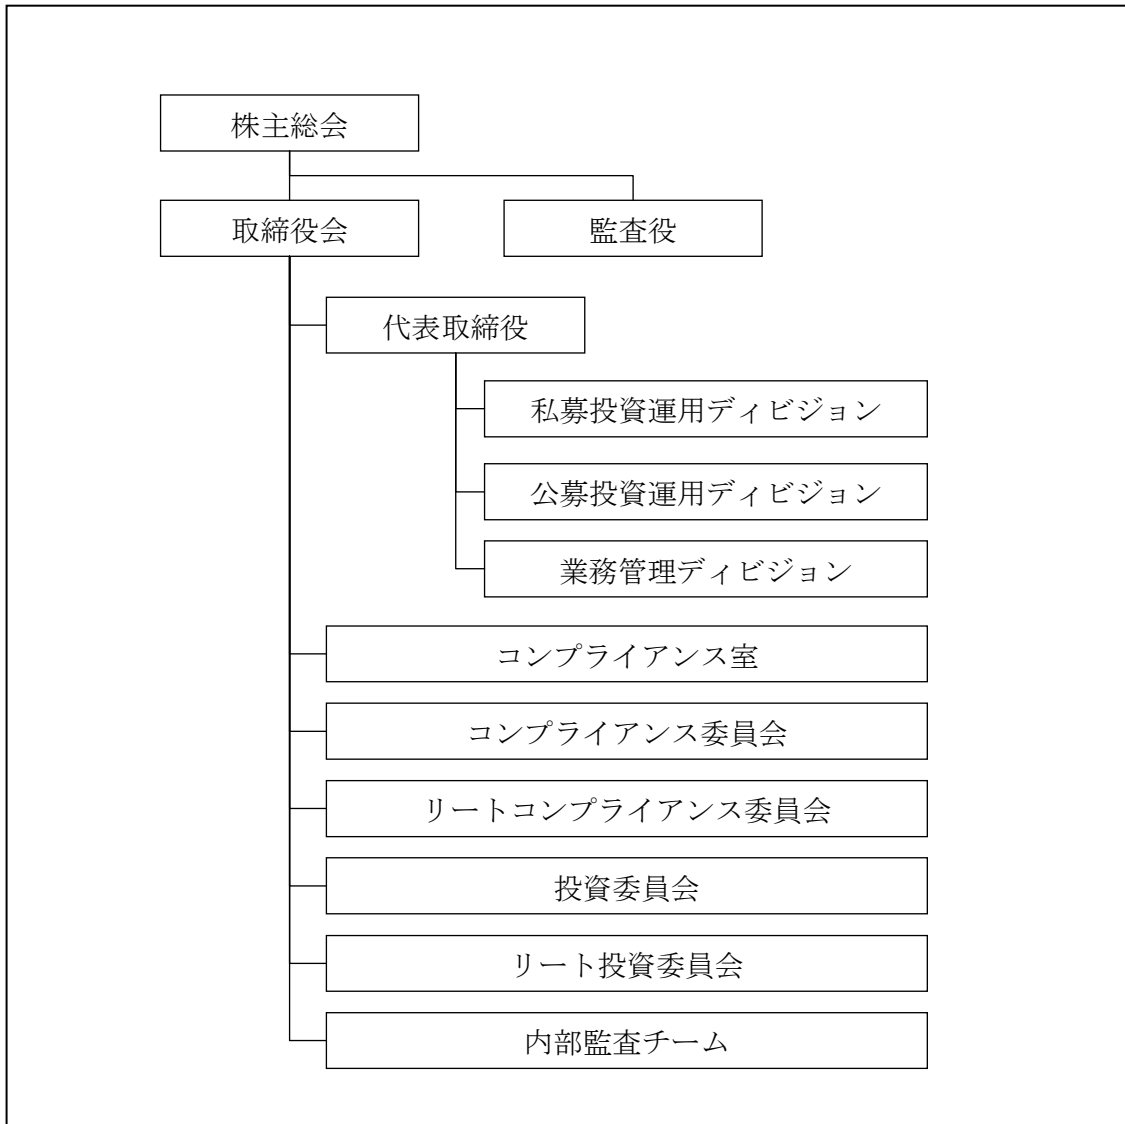 株主総会
取締役会
監査役
代表取締役
私募投資運用ディビジョン
公募投資運用ディビジョン
業務管理ディビジョン
コンプライアンス室
コンプライアンス委員会
リートコンプライアンス委員会
投資委員会
リート投資委員会
内部監査チーム